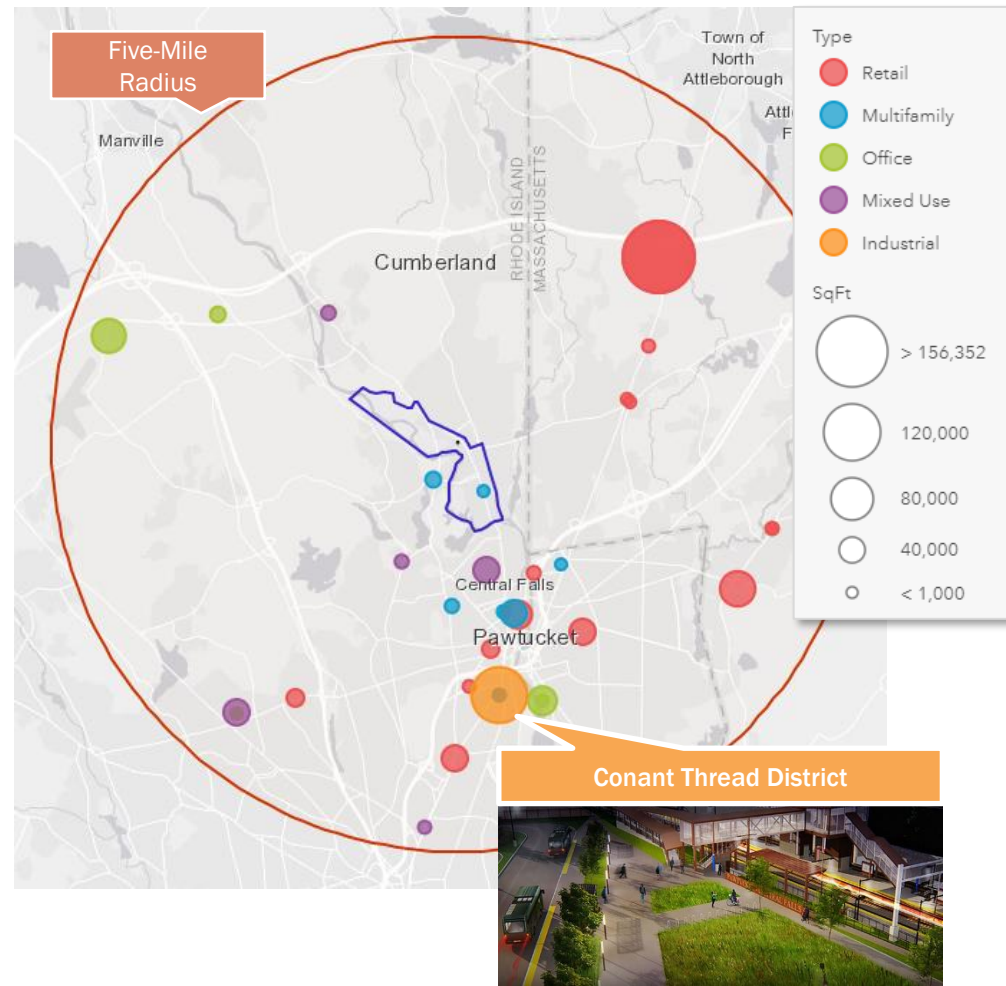 Five-Mile
Radius
Town of
North
Attleborough
Attl
F
Manville
RHODE ISLAND
MASSACHUSETTS
Cumberland
Central Falls
Pawtucket
Type
Retail
Multifamily
Office
Mixed Use
Industrial
SqFt
> 156,352
120,000
80,000
40,000
< 1,000
Conant Thread District